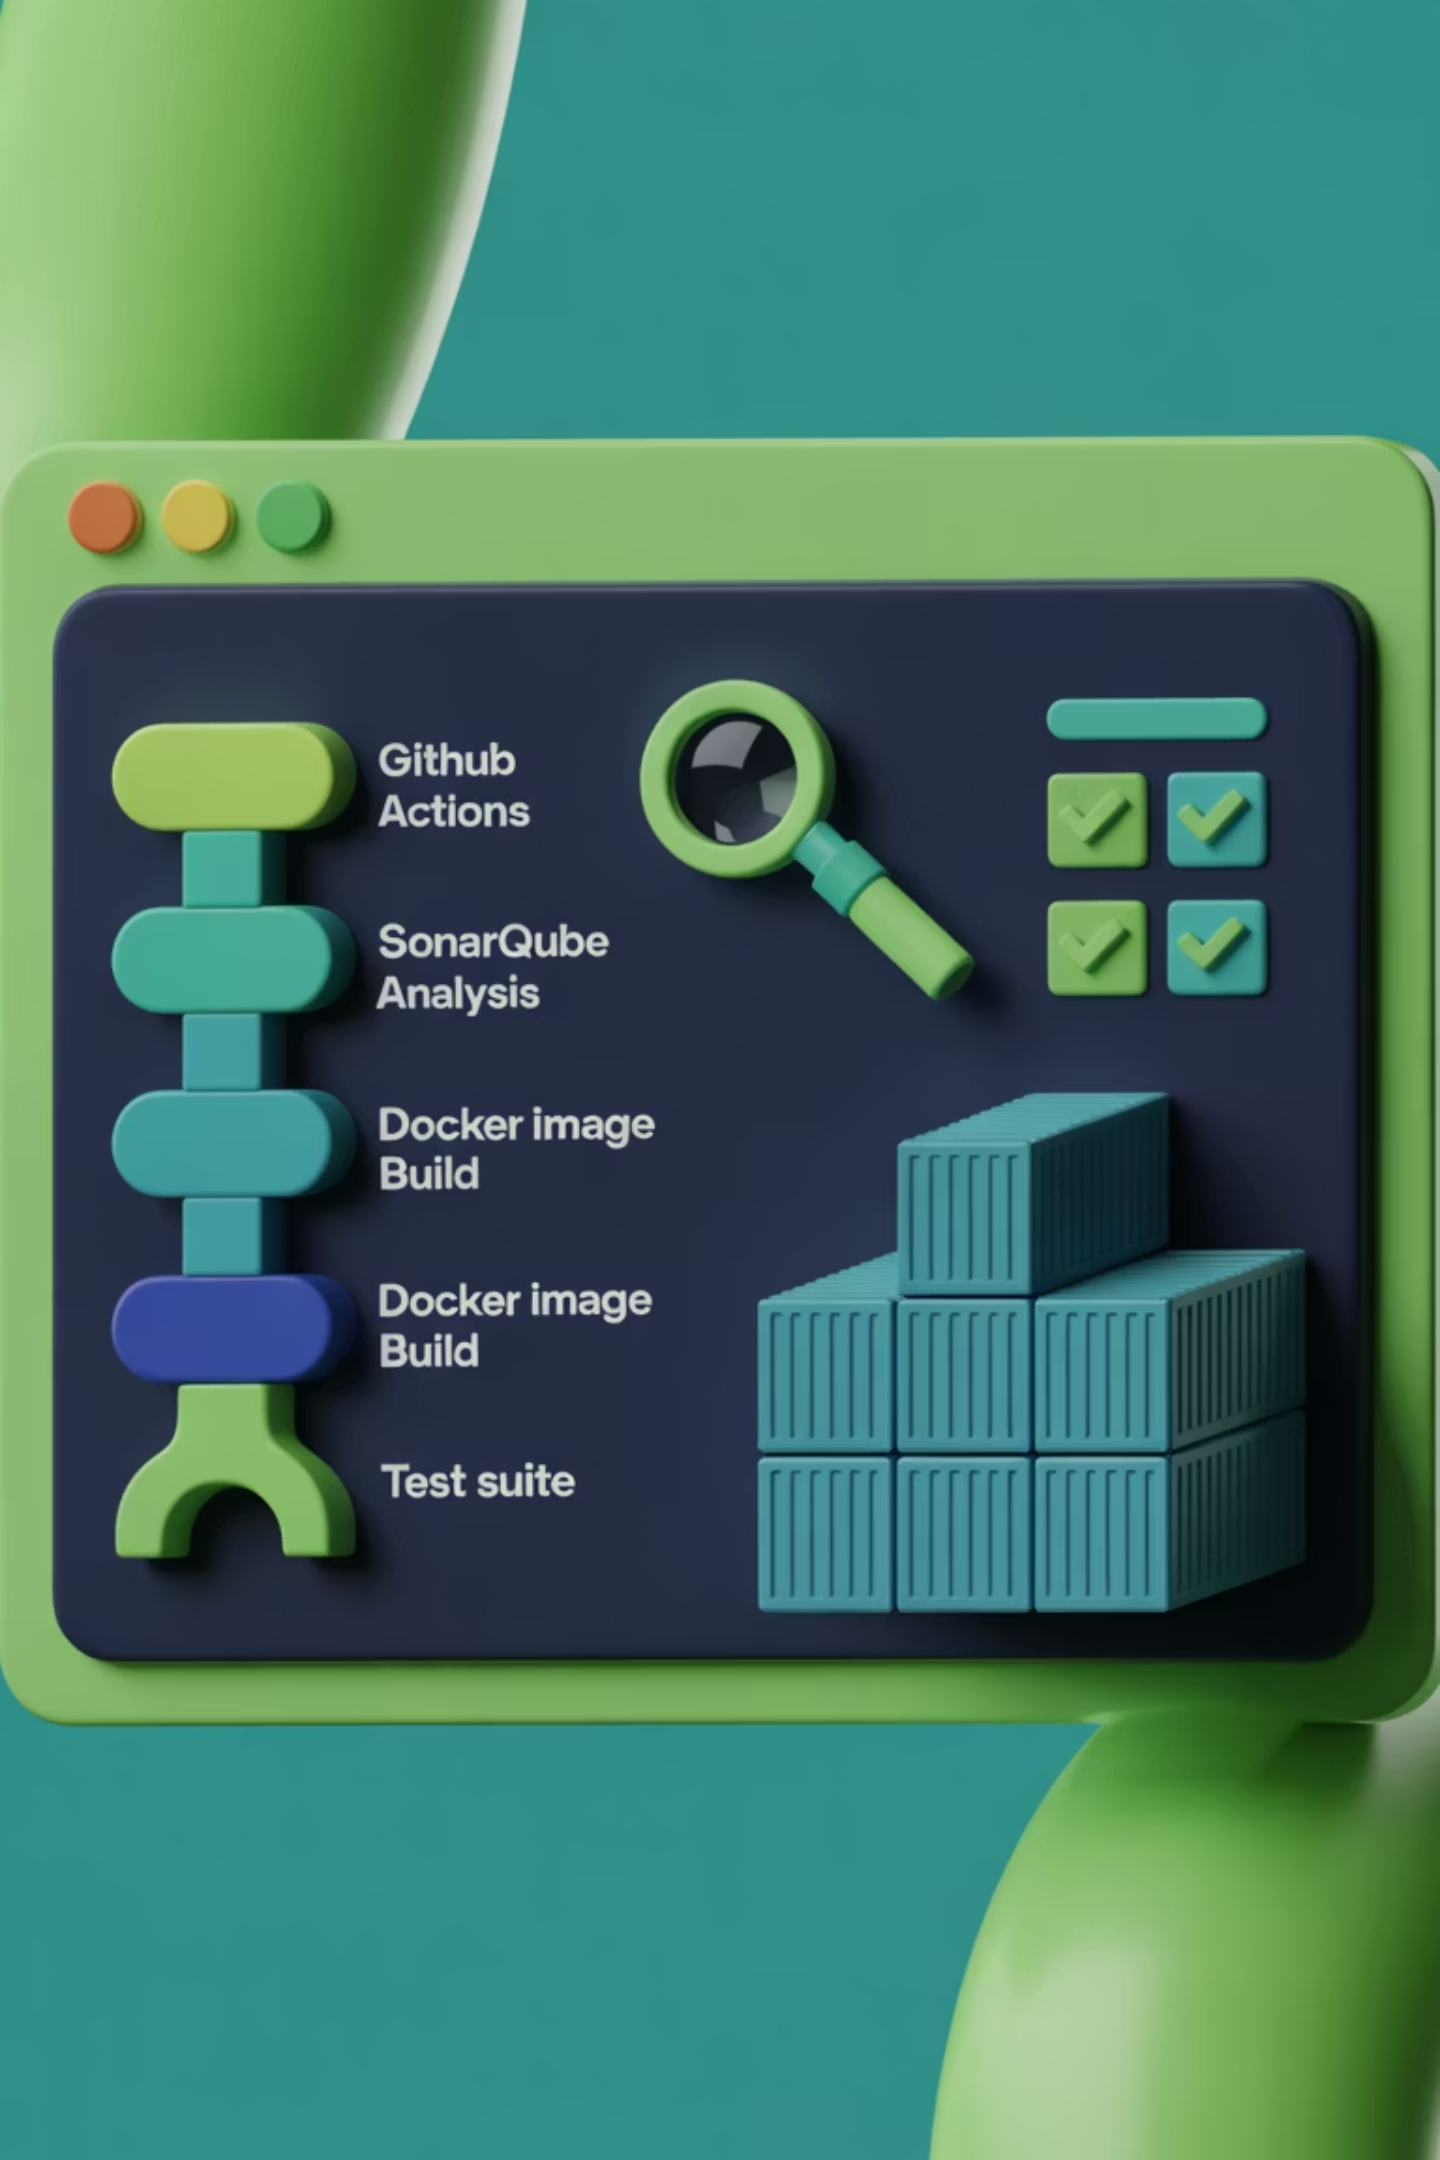 Github
Actions
SonarQube
Analysis
Docker image
Build
Docker image
Build
Test suite